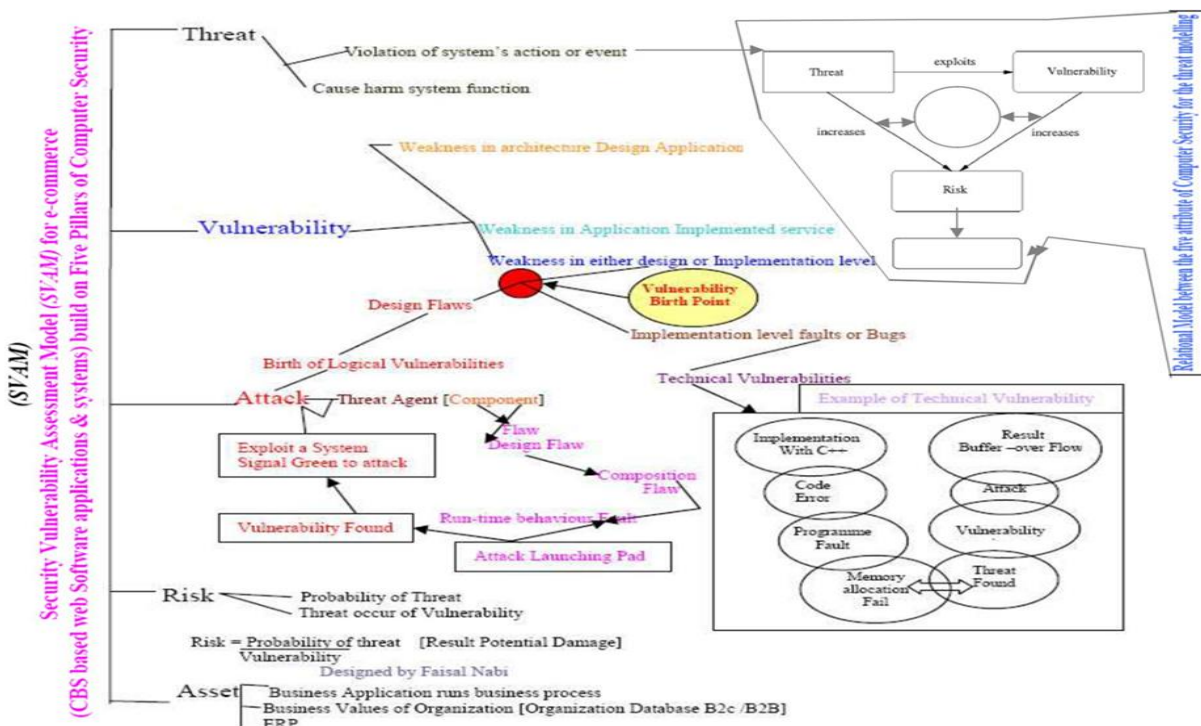 (SVAM)
Security Vulnerability Assessment Model (SVAM) for e-commerce
(CBS based web Software applications & systems) build on Five Pillars of Computer Security
Threat
Violation of system's action or event
Cause harm system function
Threat
exploits
Vulnerability
increases
increases
Risk
Relational Model between the five attribute of Computer Security for the threat modelling
Weakness in architecture Design Application
Vulnerability
Weakness in Application Implemented service
Weakness in either design or Implementation level
Vulnerability
Birth Point
Design Flaws
Implementation level faults or Bugs
Birth of Logical Vulnerabilities
Technical Vulnerabilities
Attack
Threat Agent [Component]
Flaw
Design Flaw
Composition
Flaw
Exploit a System
Signal Green to attack
Vulnerability Found
Run-time behaviour Fault
Attack Launching Pad
Example of Technical Vulnerability
Implementation
With C++
Code
Error
Programme
Fault
Memory
allocation
Fail
Result
Buffer –over Flow
Attack
Vulnerability
Threat
Found
Risk
Probability of Threat
Threat occur of Vulnerability
Risk = Probability of threat [Result Potential Damage]
Vulnerability
Designed by Faisal Nabi
Asset
Business Application runs business process
Business Values of Organization [Organization Database B2c /B2B]
ERP